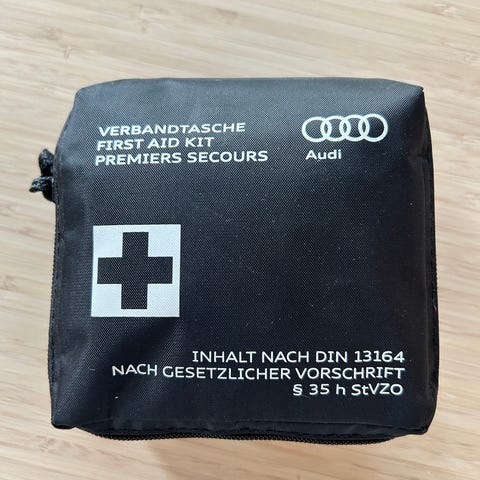 VERBANDTASCHE
FIRST AID KIT
PREMIERS SECOURS
Audi
INHALT NACH DIN 13164
NACH GESETZLICHER VORSCHRIFT
§ 35 h StVZO